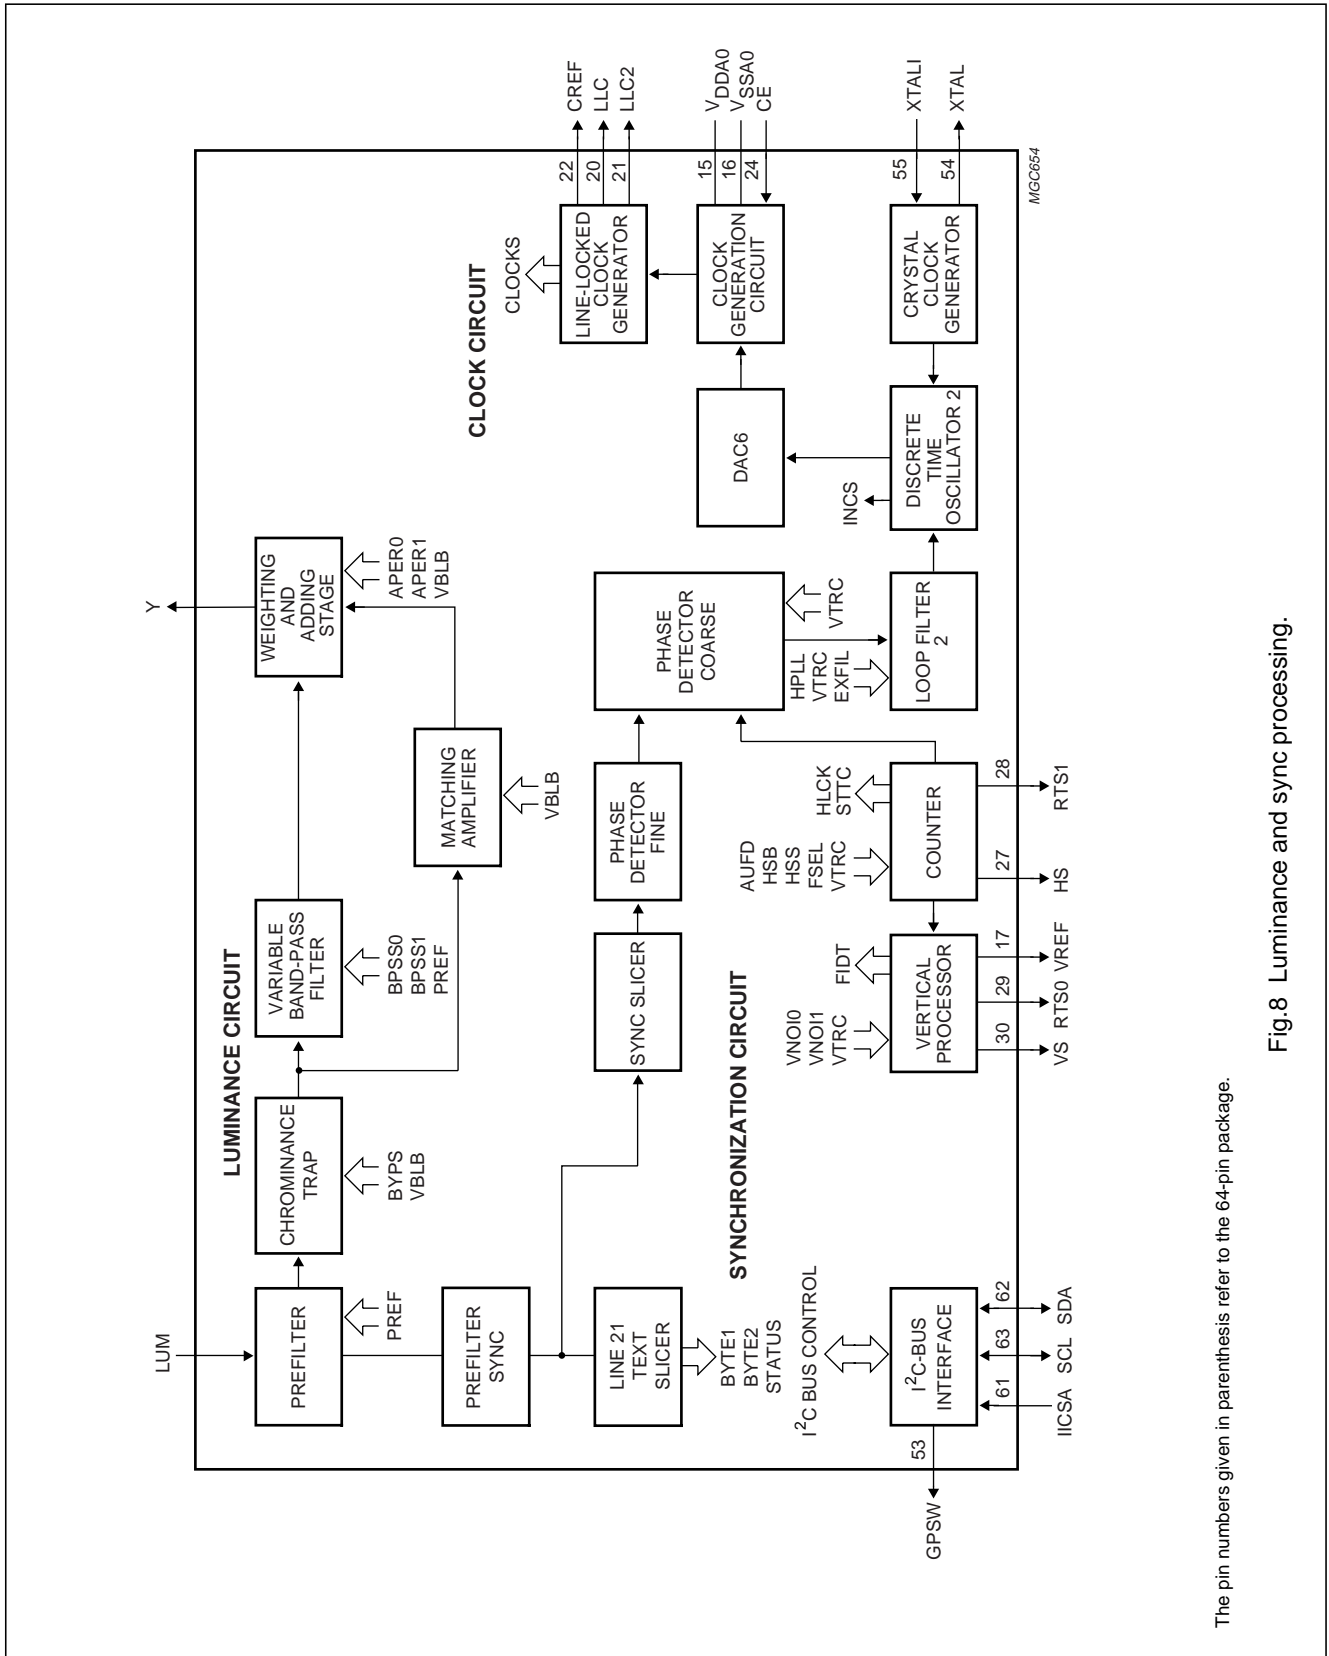 LUMINANCE CIRCUIT
LUM
PREFILTER
PREF
CHROMINANCE
TRAP
BYPS
VBLB
VARIABLE
BAND-PASS
FILTER
BPSS0
BPSS1
PREF
MATCHING
AMPLIFIER
VBLB
WEIGHTING
AND
ADDING
STAGE
APER0
APER1
VBLB
Y
CLOCK CIRCUIT
CLOCKS
LINE-LOCKED
CLOCK
GENERATOR
22
20
21
CREF
LLC
LLC2
CLOCK
GENERATION
CIRCUIT
15
16
24
VDDA0
VSSA0
CE
DAC6
CRYSTAL
CLOCK
GENERATOR
55
54
XTALI
XTAL
DISCRETE
TIME
OSCILLATOR 2
INCS
PREFILTER
SYNC
LINE 21
TEXT
SLICER
BYTE1
BYTE2
STATUS
SYNC SLICER
PHASE
DETECTOR
FINE
PHASE
DETECTOR
COARSE
VTRC
HPLL
VTRC
EXFIL
LOOP FILTER
2
SYNCHRONIZATION CIRCUIT
I2C BUS CONTROL
I2C-BUS
INTERFACE
53
GPSW
61
63
62
IICSA
SCL
SDA
VNOI0
VNOI1
VTRC
FIDT
VERTICAL
PROCESSOR
30
29
17
VS
RTS0
VREF
AUFD
HSB
HSS
FSEL
VTRC
HLCK
STTC
COUNTER
27
28
HS
RTS1
MGC654
The pin numbers given in parenthesis refer to the 64-pin package.
Fig.8 Luminance and sync processing.